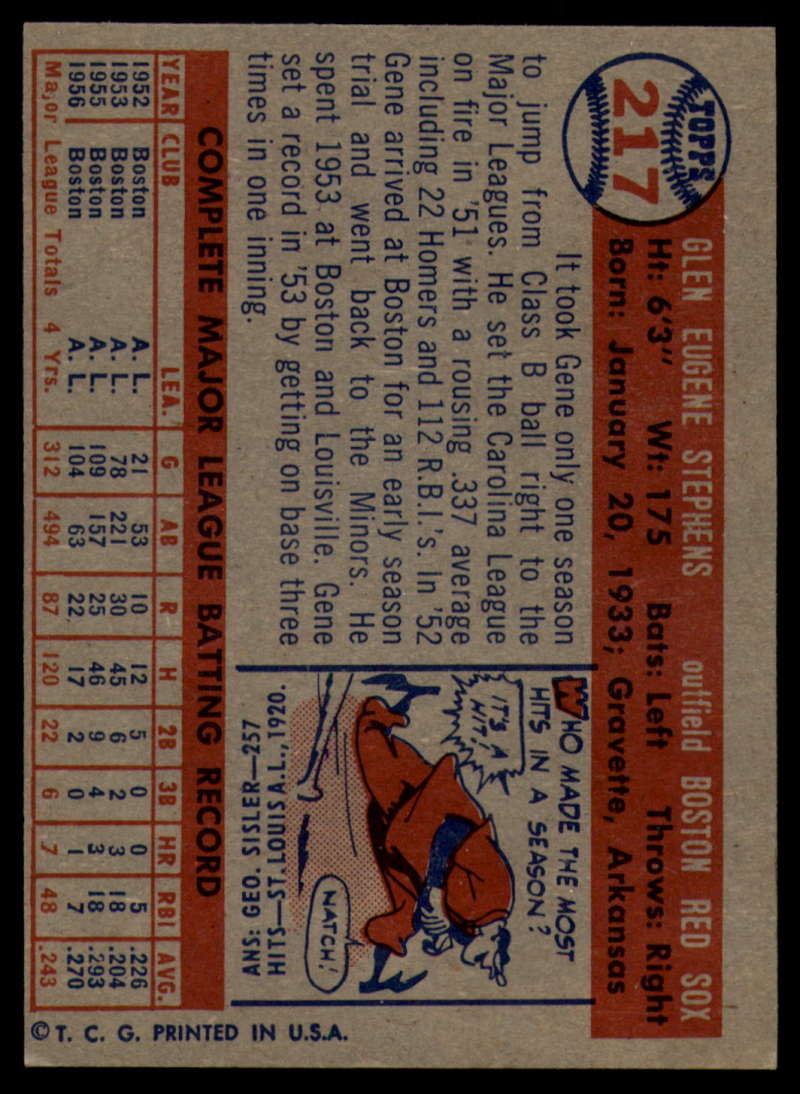 TOPPS
217
GLEN EUGENE STEPHENS outfield BOSTON RED SOX
Ht: 6'3" Wt: 175 Bats: Left Throws: Right
Born: January 20, 1933; Gravette, Arkansas
It took Gene only one season
to jump from Class B ball right to the
Major Leagues. He set the Carolina League
on fire in '51 with a rousing .337 average
including 22 Homers and 112 R.B.I.'s. In '52
Gene arrived at Boston for an early season
trial and went back to the Minors. He
spent 1953 at Boston and Louisville. Gene
set a record in '53 by getting on base three
times in one inning.
WHO MADE THE MOST
HITS IN A SEASON?
IT'S A
HIT!
NATCH!
ANS: GEO. SISLER—257
HITS—ST. LOUIS A.L., 1920.
COMPLETE MAJOR LEAGUE BATTING RECORD
YEAR CLUB LEA. G AB R H 2B 3B HR RBI AVG.
1952 Boston A. L. 21 53 10 12 5 0 0 5 .226
1953 Boston A. L. 78 221 30 45 6 2 3 18 .204
1955 Boston A. L. 109 157 25 46 9 4 3 18 .293
1956 Boston A. L. 104 63 22 17 2 0 1 7 .270
Major League Totals 4 Yrs. 312 494 87 120 22 6 7 48 .243
© T. C. G. PRINTED IN U.S.A.